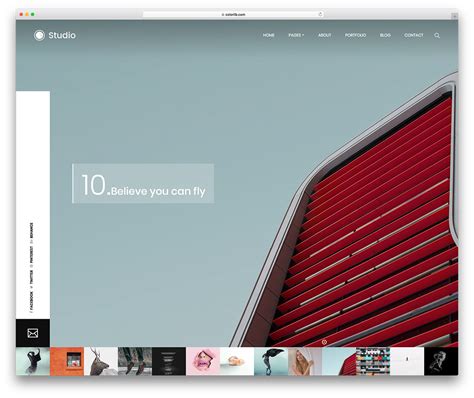 colorlib.com
Studio
HOME PAGES ABOUT PORTFOLIO BLOG CONTACT
10.Believe you can fly
FACEBOOK TWITTER PINTEREST BEHANCE